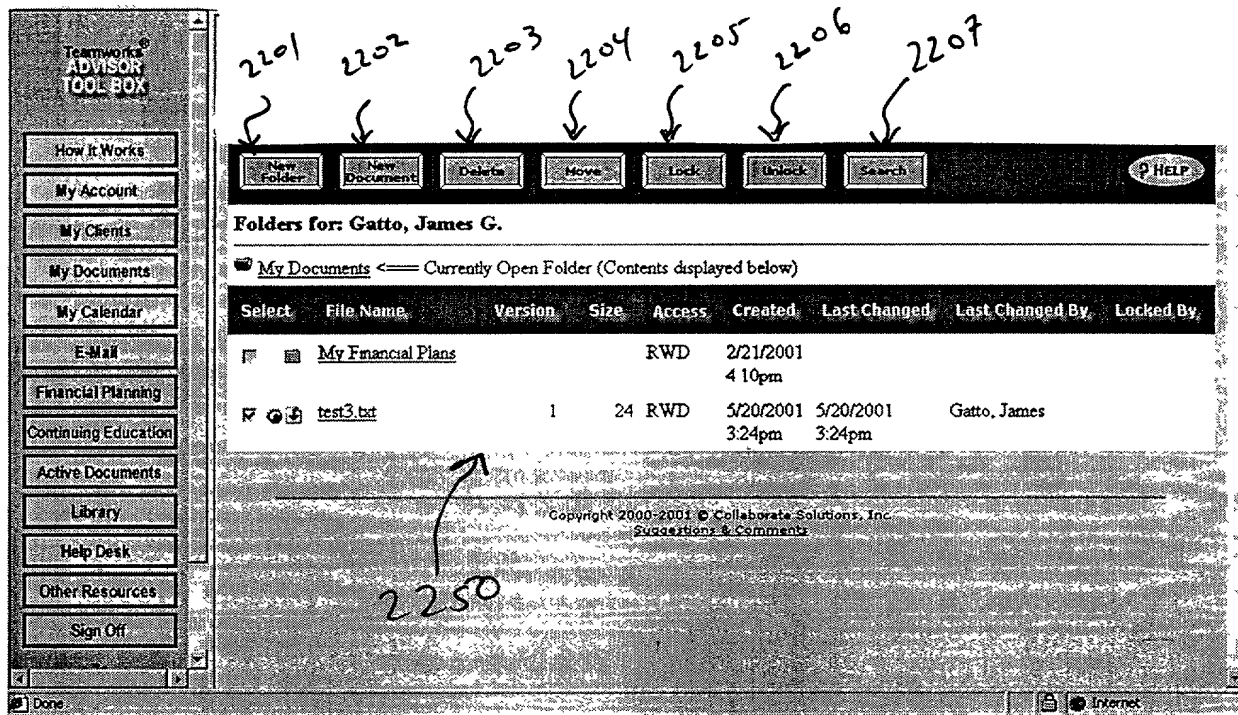 Teamworks®
ADVISOR
TOOL BOX
How It Works
My Account
My Clients
My Documents
My Calendar
E-Mail
Financial Planning
Continuing Education
Active Documents
Library
Help Desk
Other Resources
Sign Off
2201 2202 2203 2204 2205 2206 2207
New Folder New Document Delete Move Lock Unlock Search ? HELP
Folders for: Gatto, James G.
My Documents <=== Currently Open Folder (Contents displayed below)
Select File Name Version Size Access Created Last Changed Last Changed By Locked By
My Financial Plans RWD 2/21/2001
4 10pm
test3.txt 1 24 RWD 5/20/2001 5/20/2001 Gatto, James
3:24pm 3:24pm
2250
Copyright 2000-2001 © Collaborate Solutions, Inc
Suggestions & Comments
Done Internet